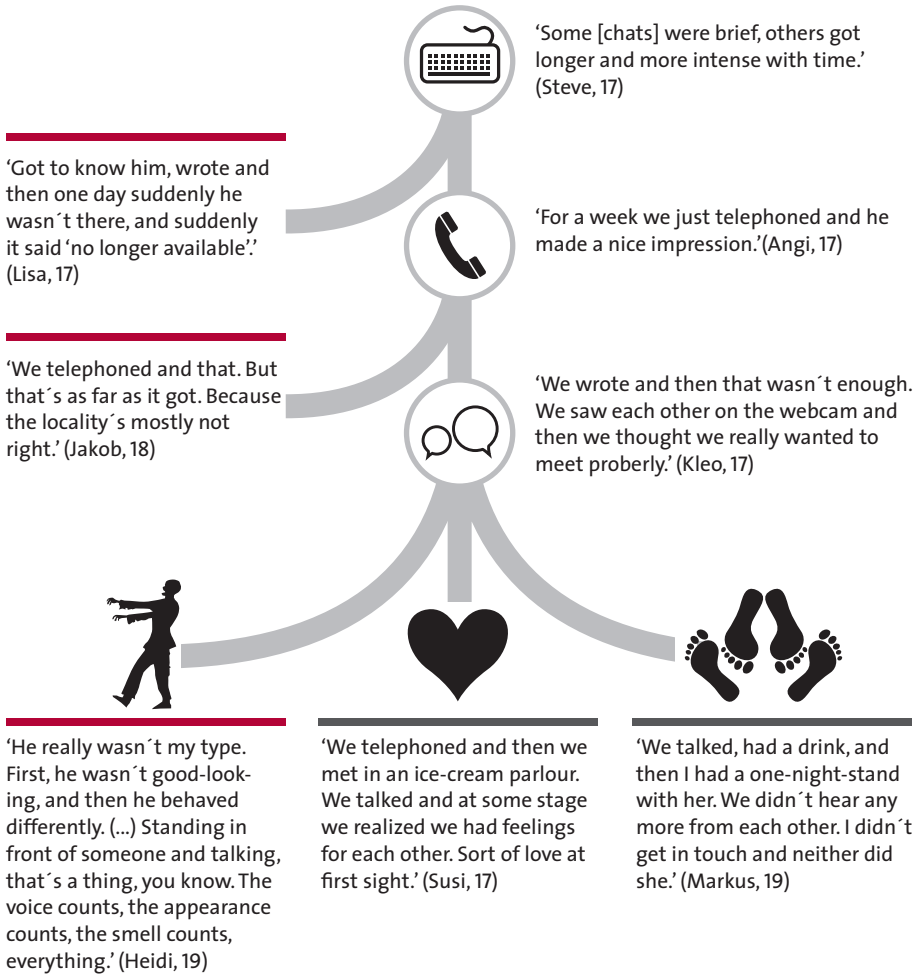 ‘Some [chats] were brief, others got
longer and more intense with time.’
(Steve, 17)
‘Got to know him, wrote and
then one day suddenly he
wasn´t there, and suddenly
it said ‘no longer available’.’
(Lisa, 17)
‘For a week we just telephoned and he
made a nice impression.’(Angi, 17)
‘We telephoned and that. But
that´s as far as it got. Because
the locality´s mostly not
right.’ (Jakob, 18)
‘We wrote and then that wasn´t enough.
We saw each other on the webcam and
then we thought we really wanted to
meet proberly.’ (Kleo, 17)
‘He really wasn´t my type.
First, he wasn´t good-look-
ing, and then he behaved
differently. (...) Standing in
front of someone and talking,
that´s a thing, you know. The
voice counts, the appearance
counts, the smell counts,
everything.’ (Heidi, 19)
‘We telephoned and then we
met in an ice-cream parlour.
We talked and at some stage
we realized we had feelings
for each other. Sort of love at
first sight.’ (Susi, 17)
‘We talked, had a drink, and
then I had a one-night-stand
with her. We didn´t hear any
more from each other. I didn´t
get in touch and neither did
she.’ (Markus, 19)